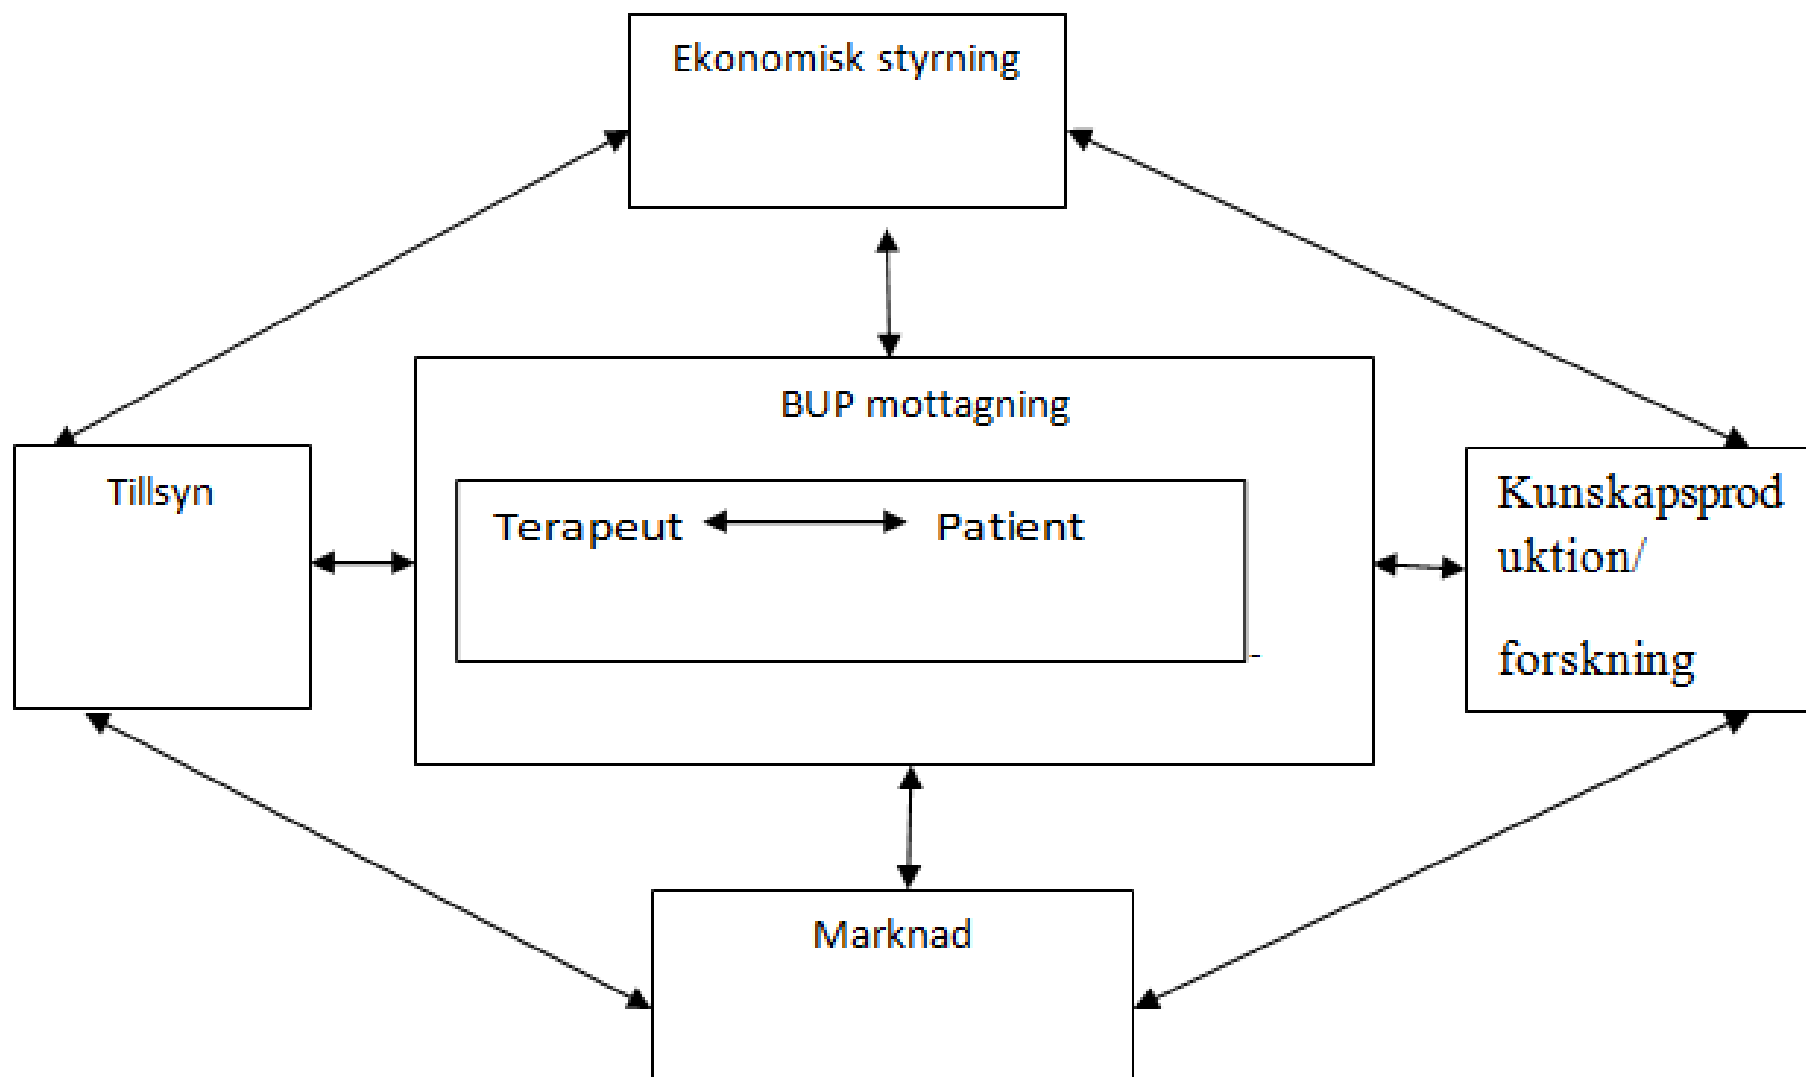 Ekonomisk styrning
BUP mottagning
Tillsyn
Terapeut Patient
Kunskapsprod
uktion/
forskning
Marknad